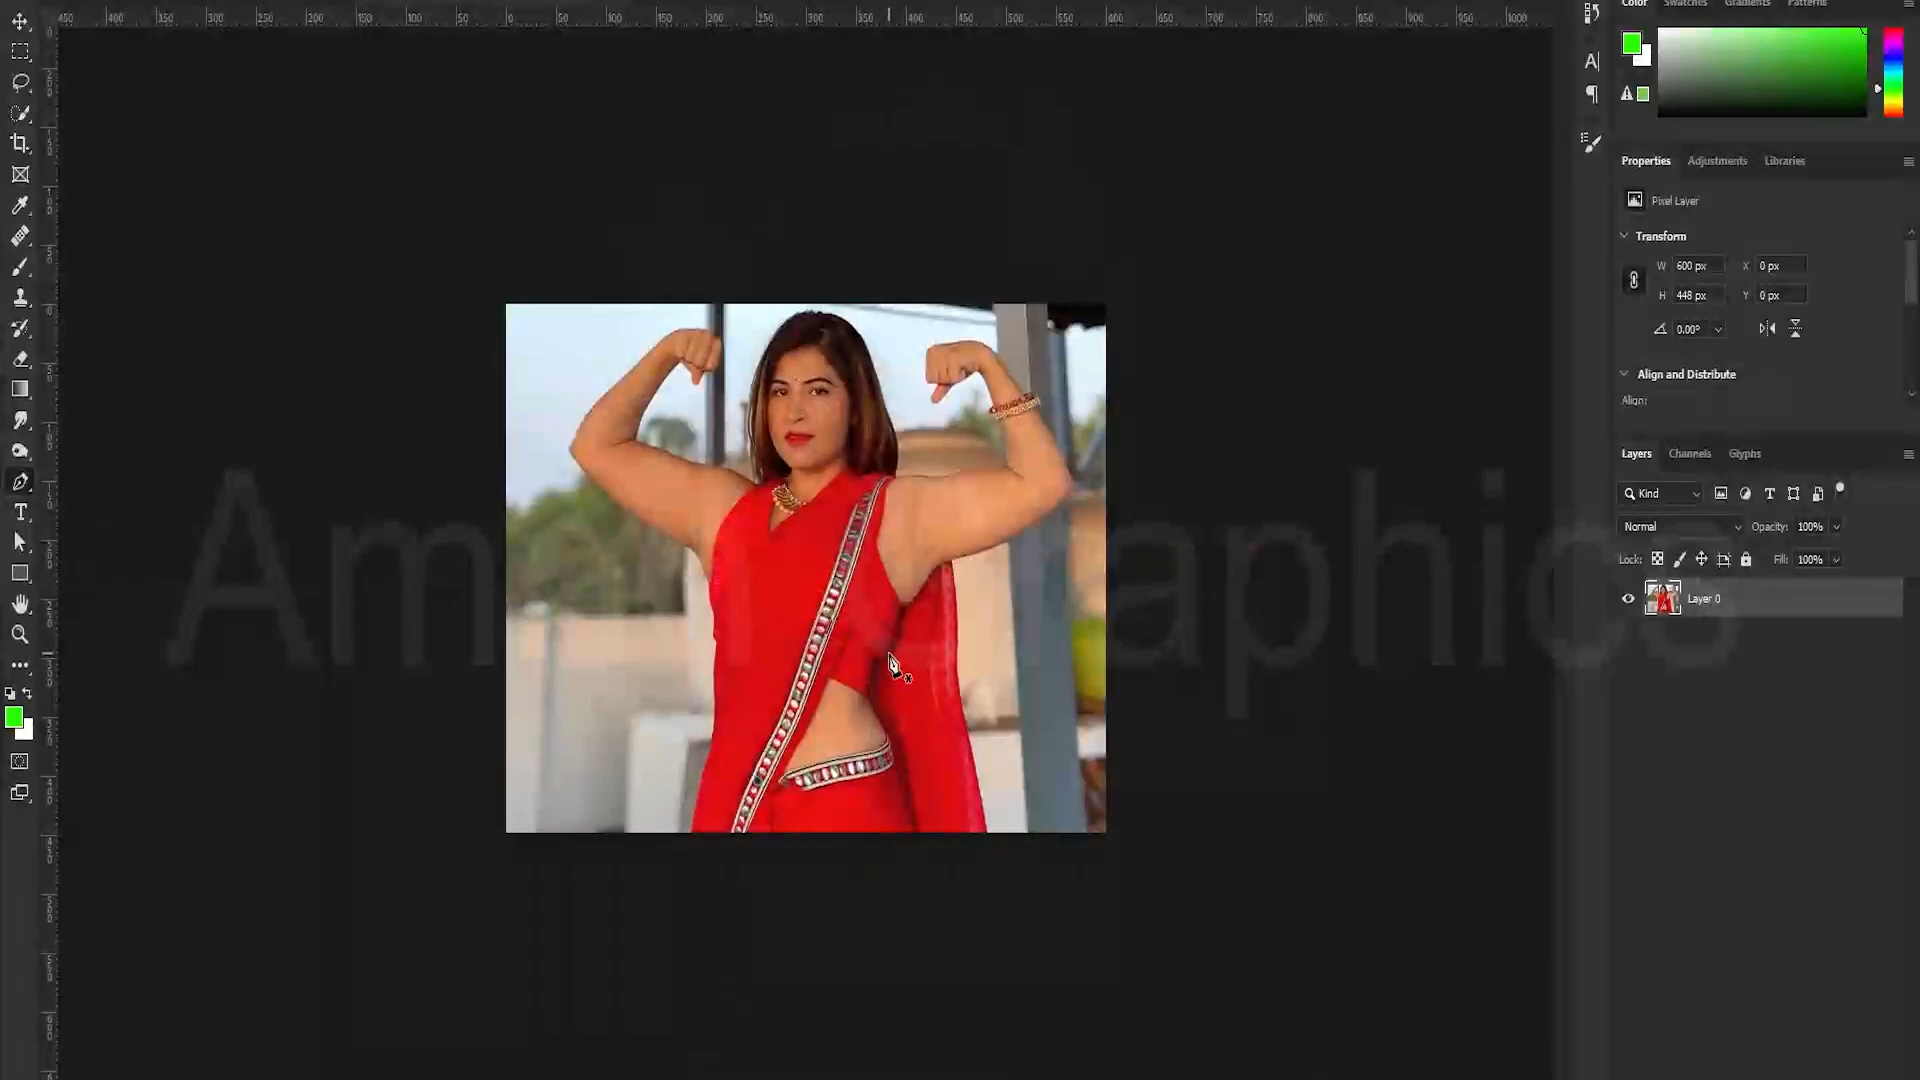 450 400 350 300 250 200 150 100 50 0 50 100 150 200 250 300 350 400 450 500 550 600 650 700 750 800 850 900 950 1000
Color Swatches Gradients Patterns
Properties Adjustments Libraries
Pixel Layer
Transform
W 600 px X 0 px
H 448 px Y 0 px
0.00°
Align and Distribute
Align:
Layers Channels Glyphs
Kind
Normal Opacity: 100%
Lock: Fill: 100%
Layer 0